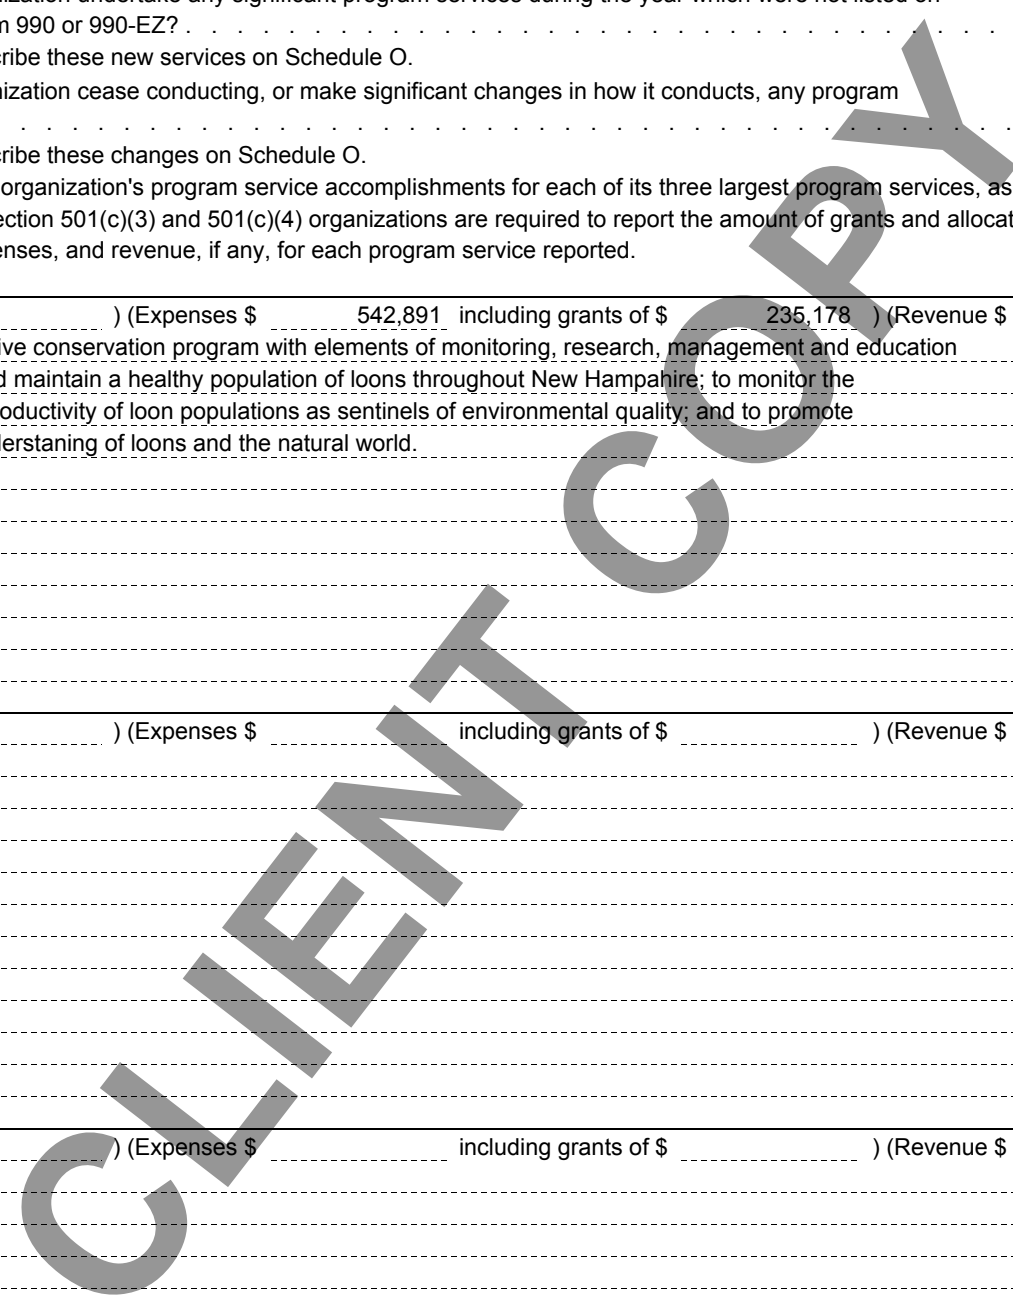 nization undertake any significant program services during the year which were not listed on
m 990 or 990-EZ? . . . . . . . . . . . . . . . . . . . . . . . . . . . . . . . .
cribe these new services on Schedule O.
nization cease conducting, or make significant changes in how it conducts, any program
. . . . . . . . . . . . . . . . . . . . . . . . . . . . . . . . . . . . . . .
cribe these changes on Schedule O.
organization's program service accomplishments for each of its three largest program services, as
ection 501(c)(3) and 501(c)(4) organizations are required to report the amount of grants and allocat
enses, and revenue, if any, for each program service reported.
) (Expenses $ 542,891 including grants of $ 235,178 ) (Revenue $
ive conservation program with elements of monitoring, research, management and education
d maintain a healthy population of loons throughout New Hampahire; to monitor the
oductivity of loon populations as sentinels of environmental quality; and to promote
derstaning of loons and the natural world.
) (Expenses $ including grants of $ ) (Revenue $
) (Expenses $ including grants of $ ) (Revenue $
CLIENT COPY